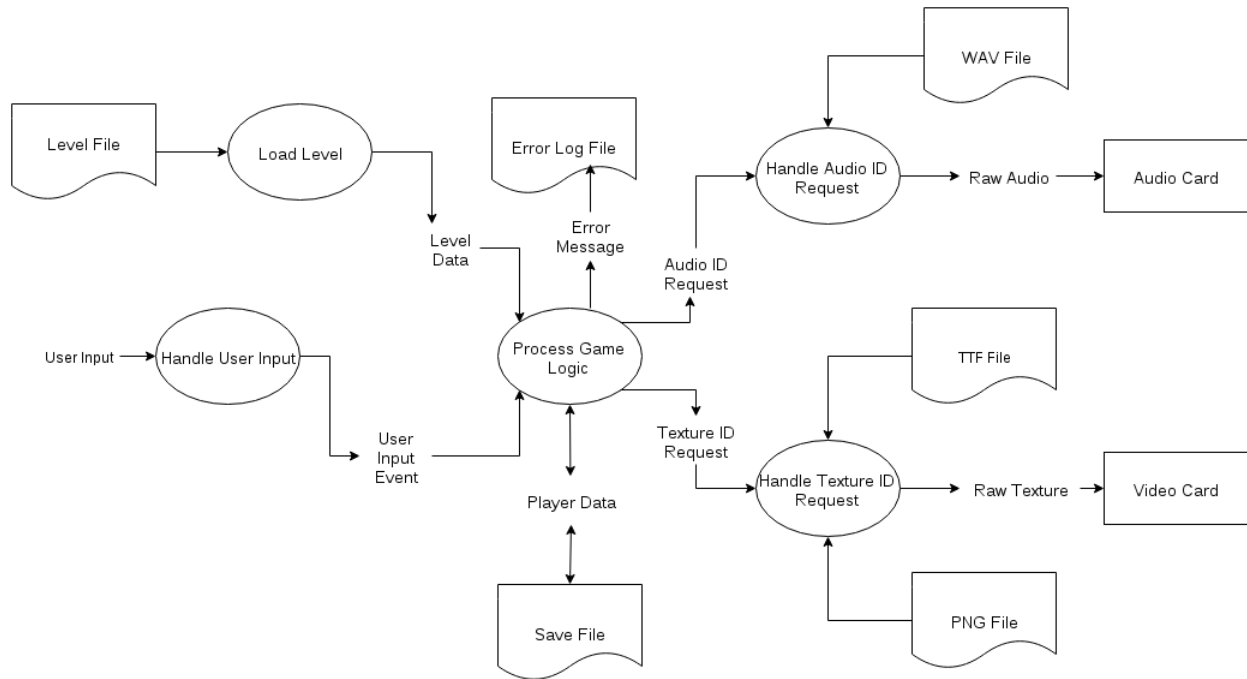 WAV File
Level File
Load Level
Error Log File
Handle Audio ID
Request
Raw Audio
Audio Card
Level
Data
Error
Message
Audio ID
Request
User Input
Handle User Input
Process Game
Logic
TTF File
User
Input
Event
Texture ID
Request
Handle Texture ID
Request
Raw Texture
Video Card
Player Data
Save File
PNG File